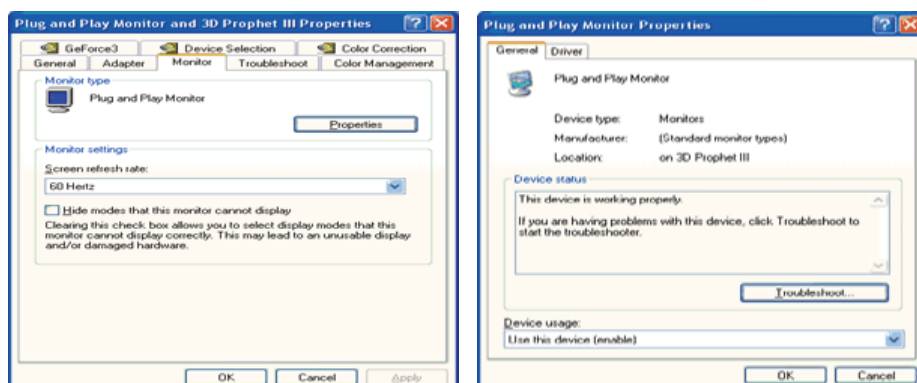 Plug and Play Monitor and 3D Prophet III Properties
GeForce3 Device Selection Color Correction
General Adapter Monitor Troubleshoot Color Management
Monitor type
Plug and Play Monitor
Properties
Monitor settings
Screen refresh rate:
60 Hertz
Hide modes that this monitor cannot display
Clearing this check box allows you to select display modes that this
monitor cannot display correctly. This may lead to an unusable display
and/or damaged hardware.
OK Cancel Apply
Plug and Play Monitor Properties
General Driver
Plug and Play Monitor
Device type: Monitors
Manufacturer: (Standard monitor types)
Location: on 3D Prophet III
Device status
This device is working properly.
If you are having problems with this device, click Troubleshoot to
start the troubleshooter.
Troubleshoot...
Device usage:
Use this device (enable)
OK Cancel